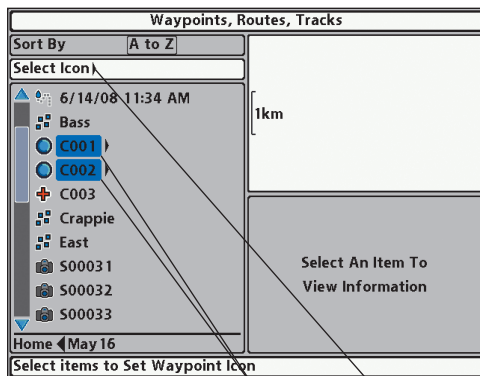 Waypoints, Routes, Tracks
Sort By A to Z
Select Icon
6/14/08 11:34 AM
Bass
C001
C002
C003
Crappie
East
S00031
S00032
S00033
Home May 16
1km
Select An Item To
View Information
Select items to Set Waypoint Icon